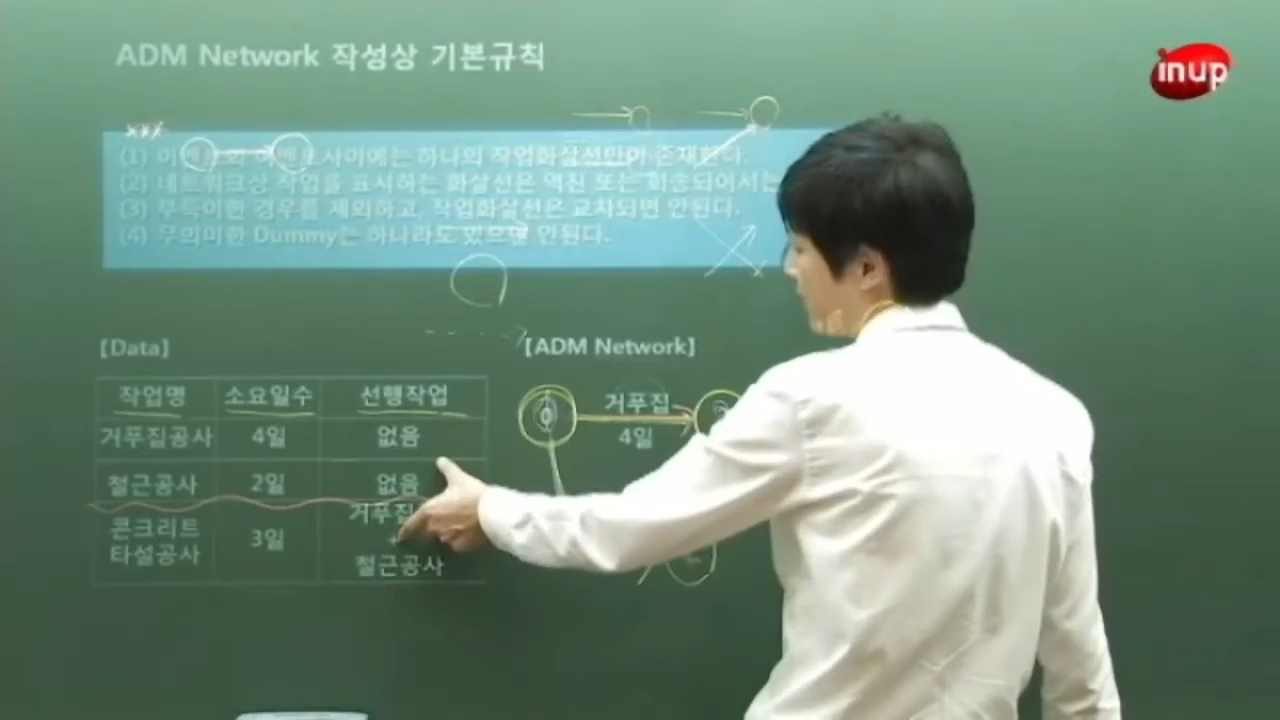 ADM Network 작성상 기본규칙
inup
(1) 이벤트와 이벤트사이에는 하나의 작업화살선만이 존재한다.
(2) 네트워크상 작업을 표시하는 화살선은 역진 또는 회송되어서는
(3) 부득이한 경우를 제외하고, 작업화살선은 교차되면 안된다.
(4) 무의미한 Dummy는 하나라도 있으면 안된다.
[Data]
[ADM Network]
작업명 소요일수 선행작업
거푸집공사 4일 없음
철근공사 2일 없음
콘크리트 타설공사 3일 거푸집
철근공사
0 거푸집
4일